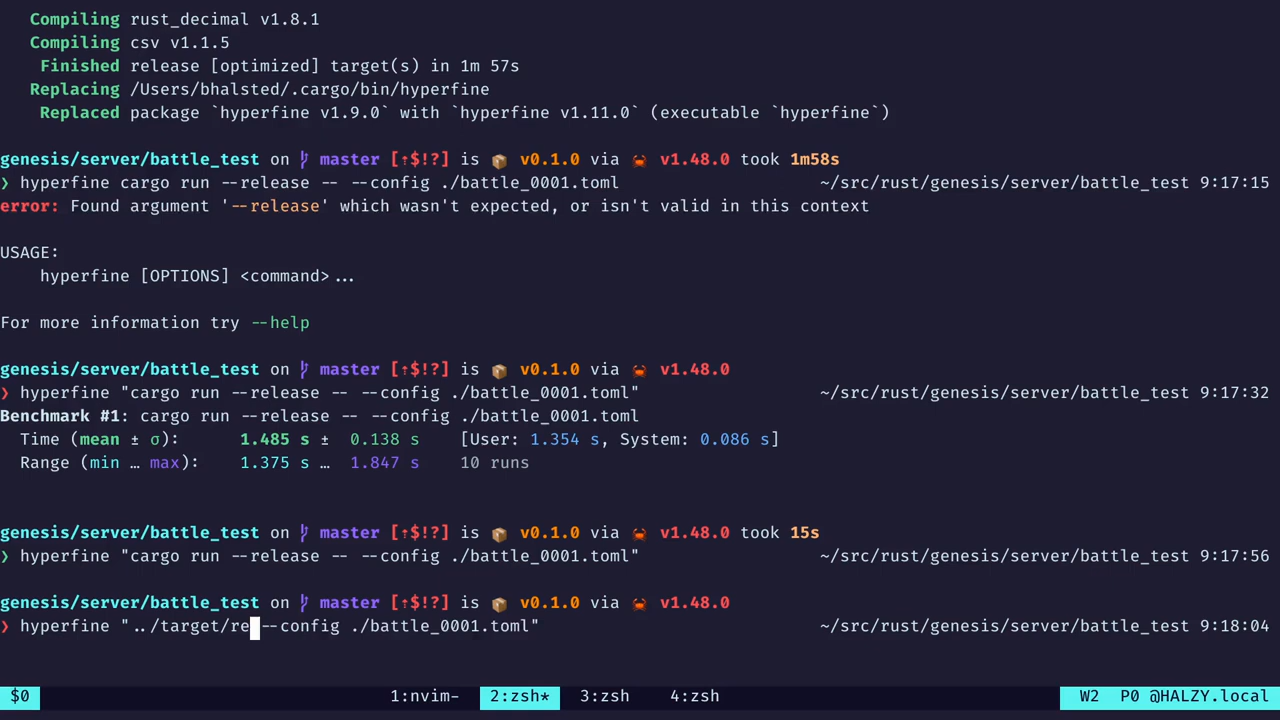 Compiling rust_decimal v1.8.1
Compiling csv v1.1.5
Finished release [optimized] target(s) in 1m 57s
Replacing /Users/bhalsted/.cargo/bin/hyperfine
Replaced package `hyperfine v1.9.0` with `hyperfine v1.11.0` (executable `hyperfine`)
genesis/server/battle_test on master [⇡$!?] is 📦 v0.1.0 via 🦀 v1.48.0 took 1m58s
❯ hyperfine cargo run --release -- --config ./battle_0001.toml ~/src/rust/genesis/server/battle_test 9:17:15
error: Found argument '--release' which wasn't expected, or isn't valid in this context
USAGE:
hyperfine [OPTIONS] <command>...
For more information try --help
genesis/server/battle_test on master [⇡$!?] is 📦 v0.1.0 via 🦀 v1.48.0
❯ hyperfine "cargo run --release -- --config ./battle_0001.toml" ~/src/rust/genesis/server/battle_test 9:17:32
Benchmark #1: cargo run --release -- --config ./battle_0001.toml
Time (mean ± σ): 1.485 s ± 0.138 s [User: 1.354 s, System: 0.086 s]
Range (min … max): 1.375 s … 1.847 s 10 runs
genesis/server/battle_test on master [⇡$!?] is 📦 v0.1.0 via 🦀 v1.48.0 took 15s
❯ hyperfine "cargo run --release -- --config ./battle_0001.toml" ~/src/rust/genesis/server/battle_test 9:17:56
genesis/server/battle_test on master [⇡$!?] is 📦 v0.1.0 via 🦀 v1.48.0
❯ hyperfine "../target/re --config ./battle_0001.toml" ~/src/rust/genesis/server/battle_test 9:18:04
$0 1:nvim- 2:zsh* 3:zsh 4:zsh W2 P0 @HALZY.local